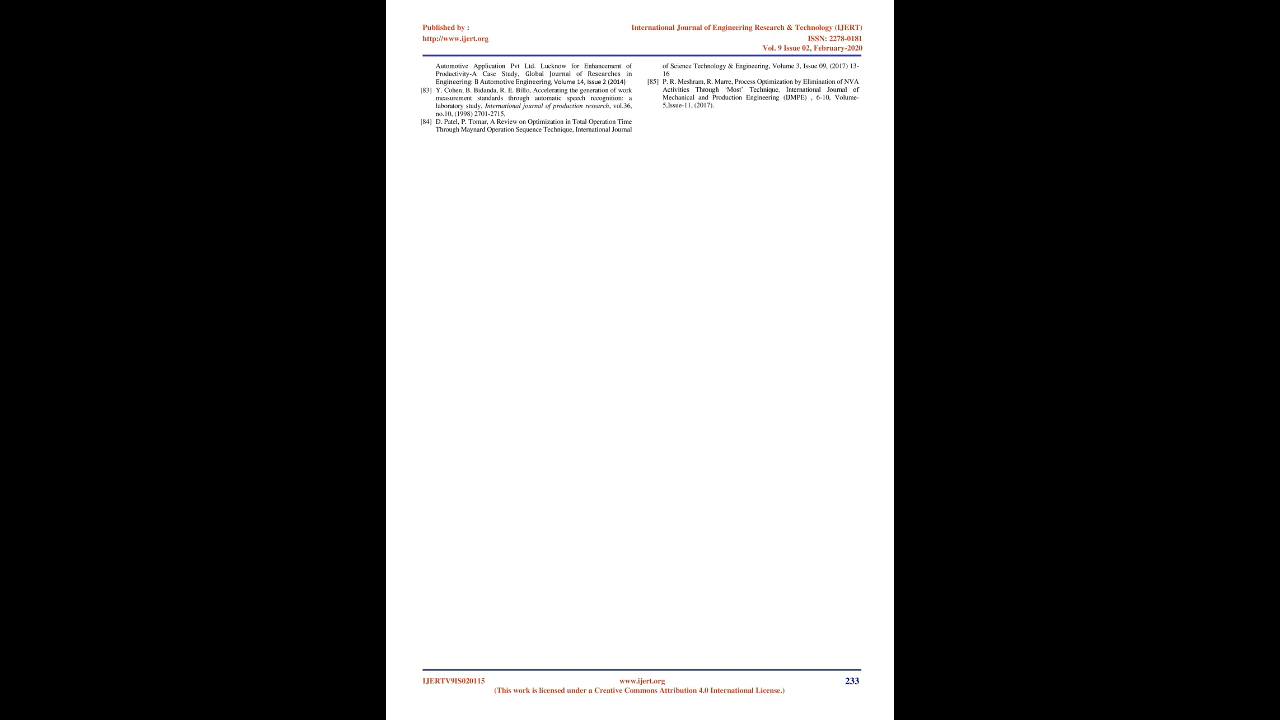 Published by :
http://www.ijert.org
International Journal of Engineering Research & Technology (IJERT)
ISSN: 2278-0181
Vol. 9 Issue 02, February-2020
Automotive Application Pvt Ltd. Lucknow for Enhancement of
Productivity-A Case Study, Global Journal of Researches in
Engineering: B Automotive Engineering, Volume 14, Issue 2 (2014)
[83] Y. Cohen, B. Bidanda, R. E. Billo, Accelerating the generation of work
measurement standards through automatic speech recognition: a
laboratory study, International journal of production research, vol.36,
no.10, (1998) 2701-2715.
[84] D. Patel, P. Tomar, A Review on Optimization in Total Operation Time
Through Maynard Operation Sequence Technique, International Journal
of Science Technology & Engineering, Volume 3, Issue 09, (2017) 13-
16
[85] P. R. Meshram, R. Marre, Process Optimization by Elimination of NVA
Activities Through 'Most' Technique, International Journal of
Mechanical and Production Engineering (IJMPE) , 6-10, Volume-
5,Issue-11, (2017).
IJERTV9IS020115
www.ijert.org
233
(This work is licensed under a Creative Commons Attribution 4.0 International License.)